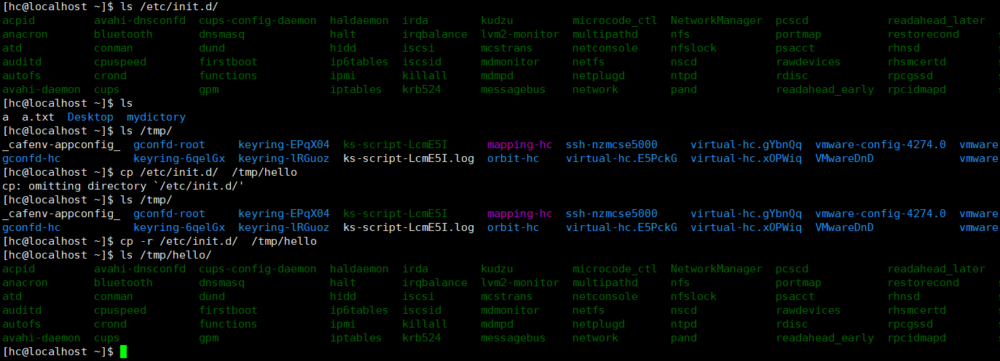 [hc@localhost ~]$ ls /etc/init.d/
acpid avahi-dnsconfd cups-config-daemon haldaemon irda kudzu microcode_ctl NetworkManager pcscd readahead_later
anacron bluetooth dnsmasq halt irqbalance lvm2-monitor multipathd nfs portmap restorecond
atd conman dund hidd iscsi mcstrans netconsole nfslock psacct rhnsd
auditd cpuspeed firstboot ip6tables iscsid mdmonitor netfs nscd rawdevices rhsmcertd
autofs crond functions ipmi killall mdmpd netplugd ntpd rdisc rpcgssd
avahi-daemon cups gpm iptables krb524 messagebus network pand readahead_early rpcidmapd
[hc@localhost ~]$ ls
a a.txt Desktop mydictory
[hc@localhost ~]$ ls /tmp/
_cafenv-appconfig_ gconfd-root keyring-EPqX04 ks-script-LcmE5I mapping-hc ssh-nzmcse5000 virtual-hc.gYbnQq vmware-config-4274.0 vmware
gconfd-hc keyring-6qelGx keyring-lRGuoz ks-script-LcmE5I.log orbit-hc virtual-hc.E5PckG virtual-hc.xOPWiq VMwareDnD vmware
[hc@localhost ~]$ cp /etc/init.d/  /tmp/hello
cp: omitting directory `/etc/init.d/'
[hc@localhost ~]$ ls /tmp/
_cafenv-appconfig_ gconfd-root keyring-EPqX04 ks-script-LcmE5I mapping-hc ssh-nzmcse5000 virtual-hc.gYbnQq vmware-config-4274.0 vmware
gconfd-hc keyring-6qelGx keyring-lRGuoz ks-script-LcmE5I.log orbit-hc virtual-hc.E5PckG virtual-hc.xOPWiq VMwareDnD vmware
[hc@localhost ~]$ cp -r /etc/init.d/  /tmp/hello
[hc@localhost ~]$ ls /tmp/hello/
acpid avahi-dnsconfd cups-config-daemon haldaemon irda kudzu microcode_ctl NetworkManager pcscd readahead_later
anacron bluetooth dnsmasq halt irqbalance lvm2-monitor multipathd nfs portmap restorecond
atd conman dund hidd iscsi mcstrans netconsole nfslock psacct rhnsd
auditd cpuspeed firstboot ip6tables iscsid mdmonitor netfs nscd rawdevices rhsmcertd
autofs crond functions ipmi killall mdmpd netplugd ntpd rdisc rpcgssd
avahi-daemon cups gpm iptables krb524 messagebus network pand readahead_early rpcidmapd
[hc@localhost ~]$